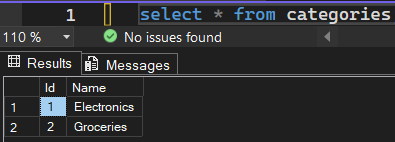 1 select * from categories
110 % No issues found
Results Messages
Id Name
1 1 Electronics
2 2 Groceries